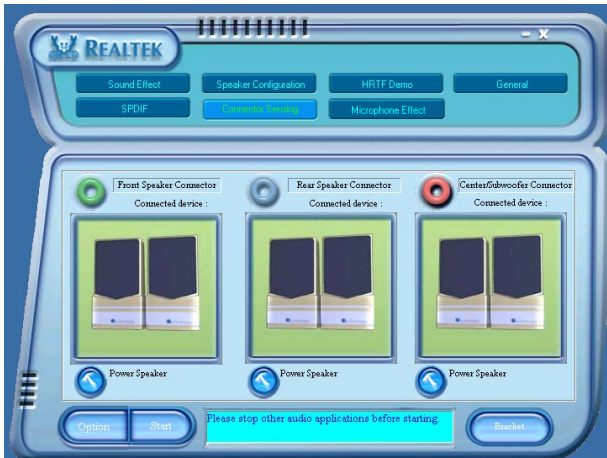 REALTEK
Sound Effect
Speaker Configuration
HRTF Demo
General
SPDIF
Connector Sensing
Microphone Effect
Front Speaker Connector
Rear Speaker Connector
Center/Subwoofer Connector
Connected device :
Connected device :
Connected device :
Power Speaker
Power Speaker
Power Speaker
Option
Start
Please stop other audio applications before starting.
Bracket